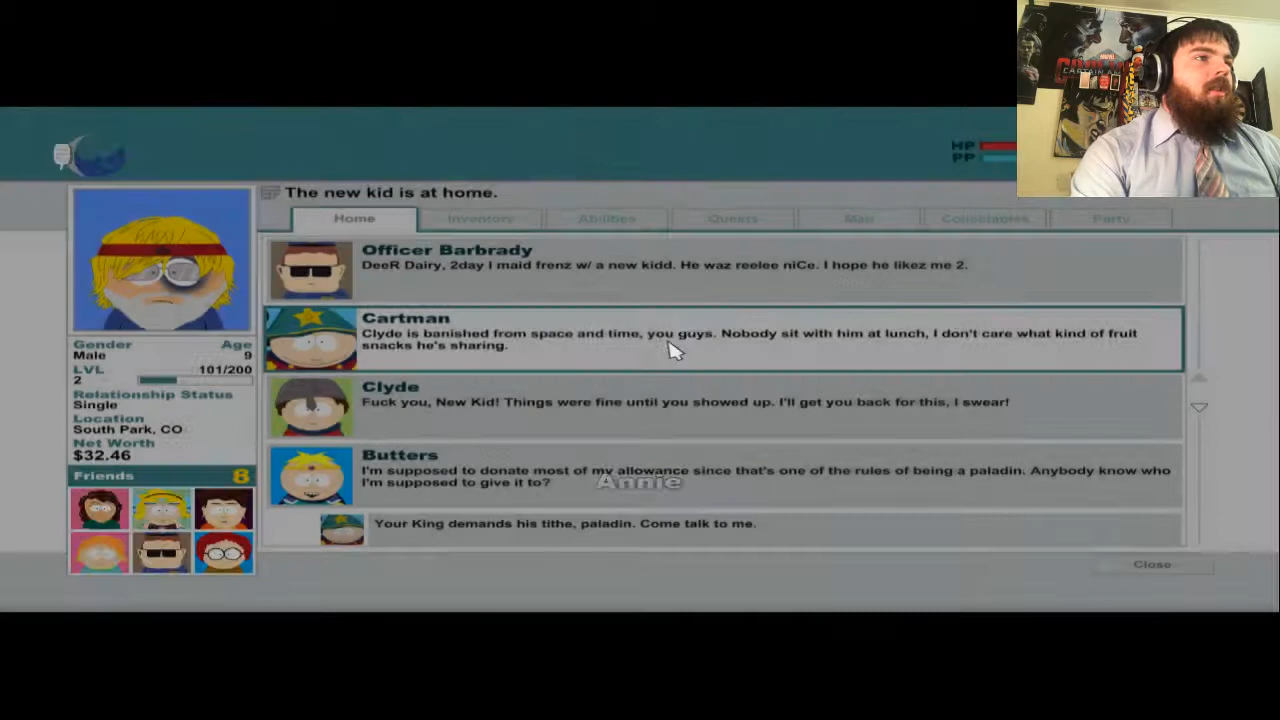 HP
PP
The new kid is at home.
Home
Inventory
Abilities
Quests
Map
Collectables
Party
Officer Barbrady
DeeR Dairy, 2day I maid frenz w/ a new kidd. He waz reelee niCe. I hope he likez me 2.
Cartman
Clyde is banished from space and time, you guys. Nobody sit with him at lunch, I don't care what kind of fruit
snacks he's sharing.
Clyde
Fuck you, New Kid! Things were fine until you showed up. I'll get you back for this, I swear!
Butters
I'm supposed to donate most of my allowance since that's one of the rules of being a paladin. Anybody know who
I'm supposed to give it to?
Annie
Your King demands his tithe, paladin. Come talk to me.
Gender Age
Male 9
LVL 101/200
2
Relationship Status
Single
Location
South Park, CO
Net Worth
$32.46
Friends 8
Close